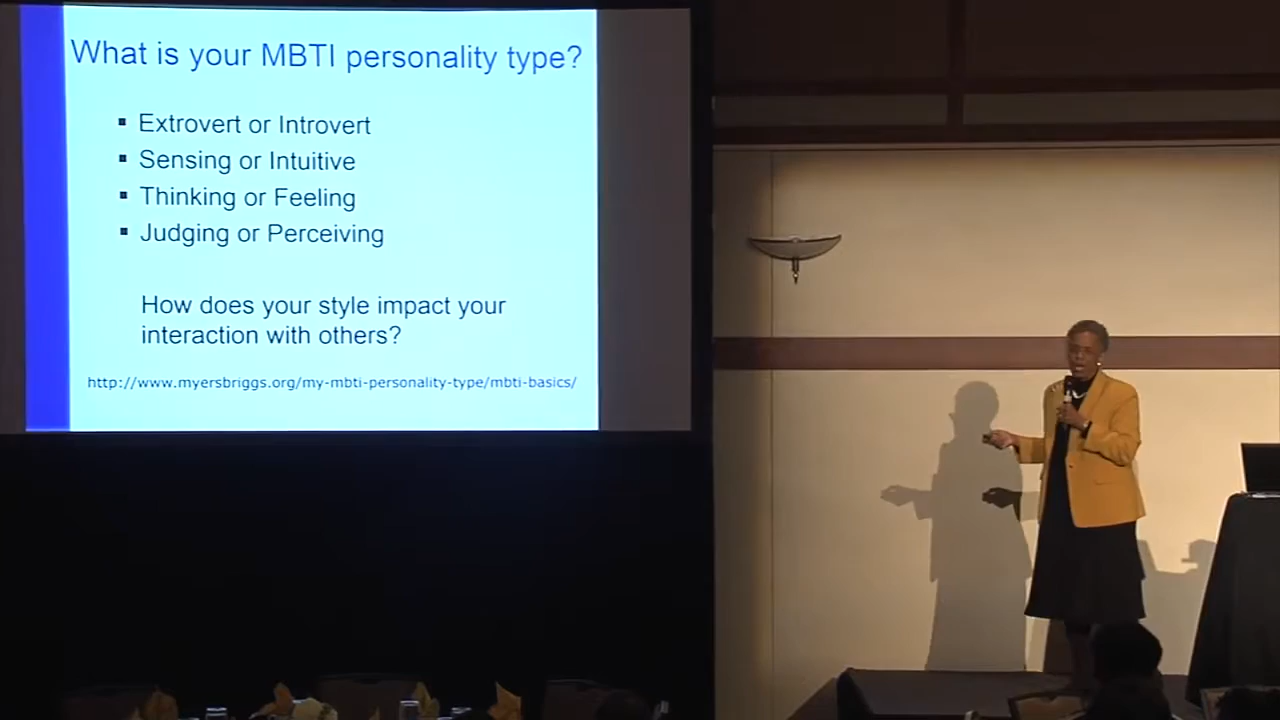 What is your MBTI personality type?
▪ Extrovert or Introvert
▪ Sensing or Intuitive
▪ Thinking or Feeling
▪ Judging or Perceiving
How does your style impact your
interaction with others?
http://www.myersbriggs.org/my-mbti-personality-type/mbti-basics/